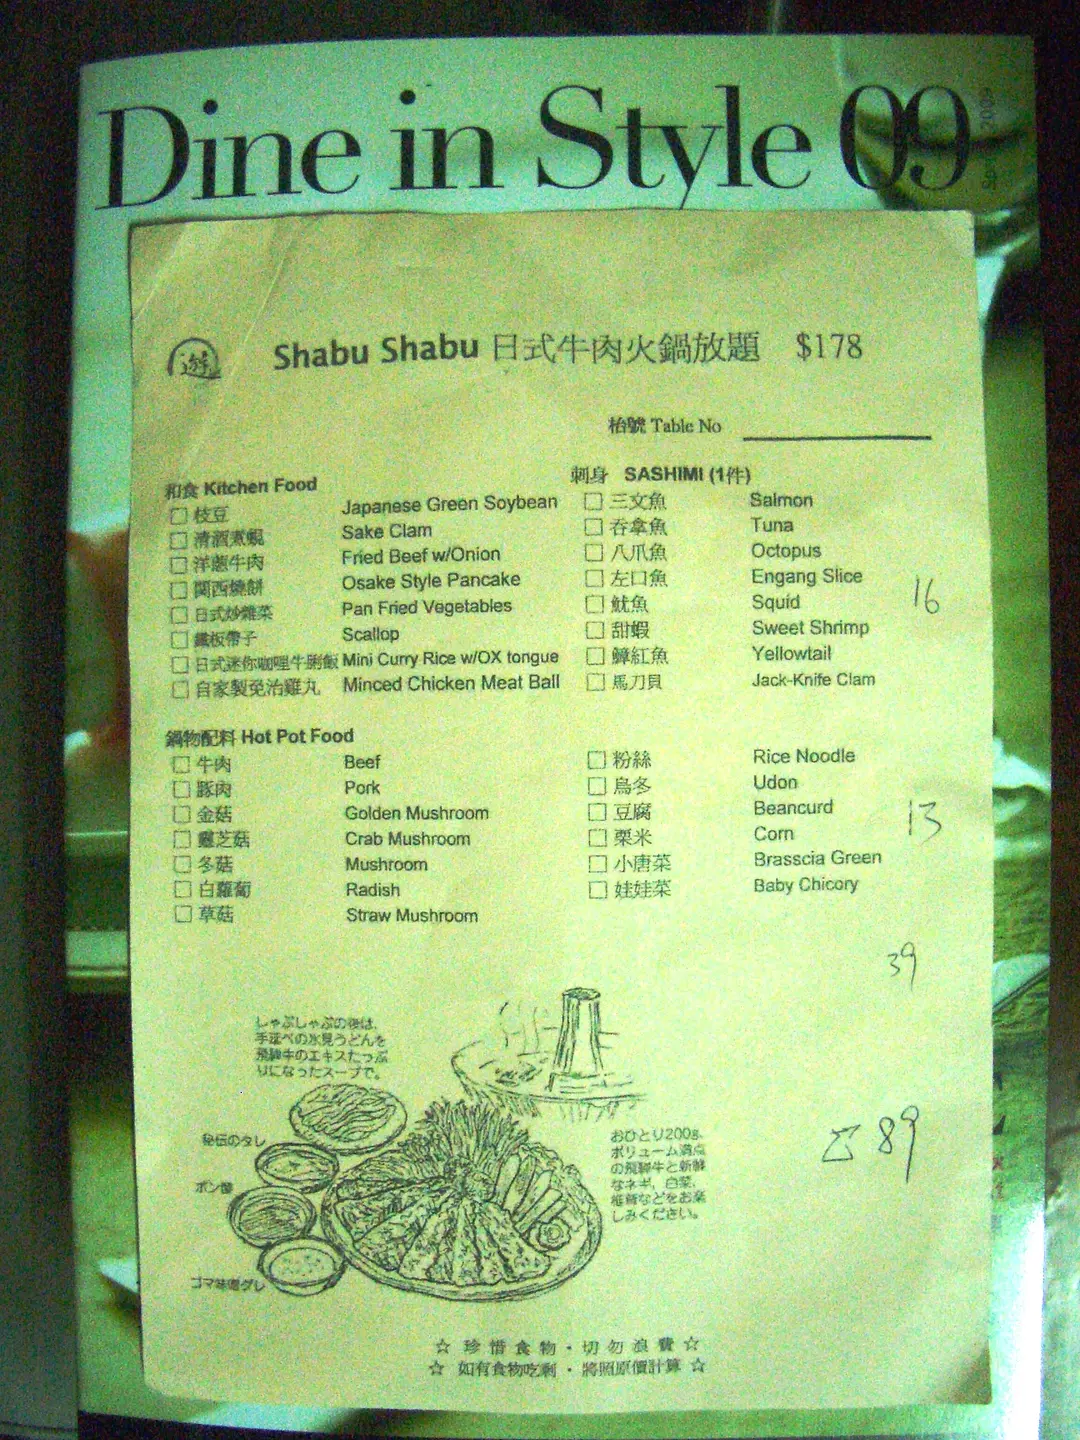 Dine in Style 09
遊 Shabu Shabu 日式牛肉火鍋放題 $178
枱號 Table No
和食 Kitchen Food
枝豆 Japanese Green Soybean
清酒煮蜆 Sake Clam
洋蔥牛肉 Fried Beef w/Onion
関西燒餅 Osake Style Pancake
日式炒雜菜 Pan Fried Vegetables
鐵板帶子 Scallop
日式迷你咖哩牛脷飯 Mini Curry Rice w/OX tongue
自家製免治雞丸 Minced Chicken Meat Ball
刺身 SASHIMI (1件)
三文魚 Salmon
吞拿魚 Tuna
八爪魚 Octopus
左口魚 Engang Slice
魷魚 Squid
甜蝦 Sweet Shrimp
鰤紅魚 Yellowtail
馬刀貝 Jack-Knife Clam
16
鍋物配料 Hot Pot Food
牛肉 Beef
豚肉 Pork
金菇 Golden Mushroom
靈芝菇 Crab Mushroom
冬菇 Mushroom
白蘿蔔 Radish
草菇 Straw Mushroom
粉絲 Rice Noodle
烏冬 Udon
豆腐 Beancurd
粟米 Corn
小唐菜 Brasscia Green
娃娃菜 Baby Chicory
13
39
89
しゃぶしゃぶの後は、
手延べの氷見うどんを
飛騨牛のエキスたっぷ
りになったスープで。
秘伝のタレ
ポン酢
ゴマ味噌ダレ
おひとり200g、
ボリューム満点
の飛騨牛と新鮮
なネギ、白菜、
椎茸などをお楽
しみください。
☆ 珍惜食物・切勿浪費 ☆
☆ 如有食物吃剩・將照原價計算 ☆